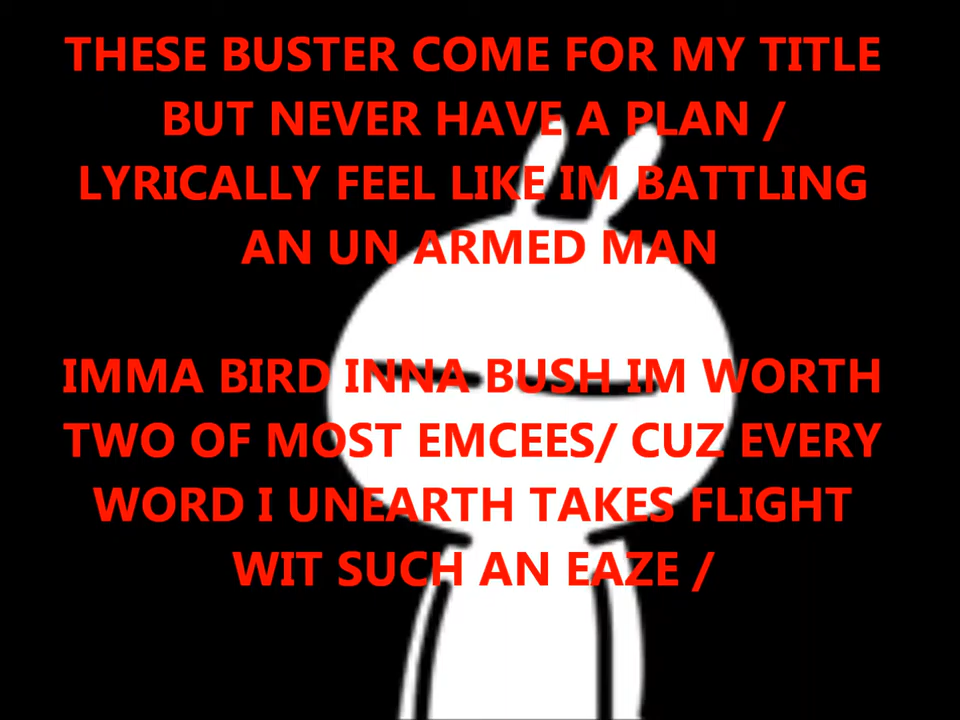 THESE BUSTER COME FOR MY TITLE
BUT NEVER HAVE A PLAN /
LYRICALLY FEEL LIKE IM BATTLING
AN UN ARMED MAN
IMMA BIRD INNA BUSH IM WORTH
TWO OF MOST EMCEES/ CUZ EVERY
WORD I UNEARTH TAKES FLIGHT
WIT SUCH AN EAZE /